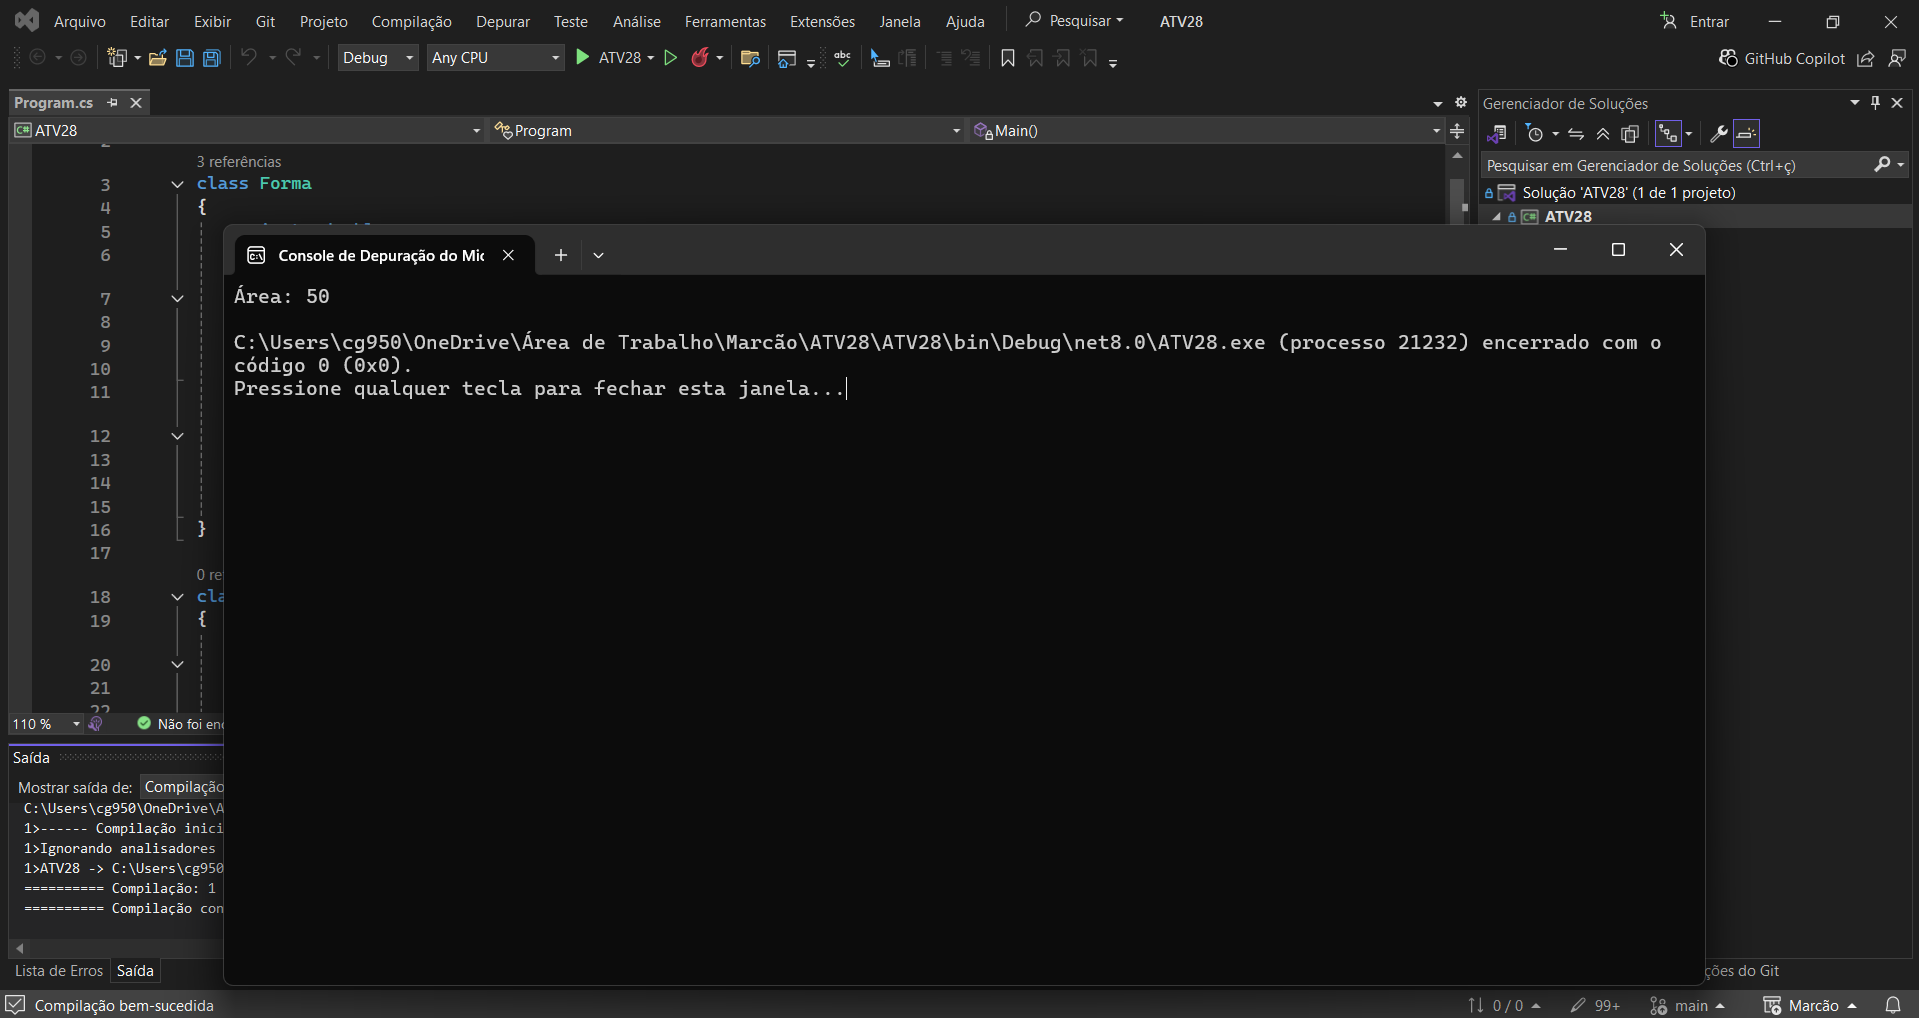 Arquivo Editar Exibir Git Projeto Compilação Depurar Teste Análise Ferramentas Extensões Janela Ajuda Pesquisar ATV28 Entrar
Debug Any CPU ATV28 abc GitHub Copilot
Program.cs
ATV28 Program Main()
3 referências
3 class Forma
4 {
5
6
7
8
9
10
11
12
13
14
15
16 }
17
0 re
18 cla
19 {
20
21
22
110 % Não foi enc
Saída
Mostrar saída de: Compilação
C:\Users\cg950\OneDrive\Á
1>------ Compilação inici
1>Ignorando analisadores
1>ATV28 -> C:\Users\cg950
========== Compilação: 1
========== Compilação con
Lista de Erros Saída
Console de Depuração do Mic
Área: 50
C:\Users\cg950\OneDrive\Área de Trabalho\Marcão\ATV28\ATV28\bin\Debug\net8.0\ATV28.exe (processo 21232) encerrado com o
código 0 (0x0).
Pressione qualquer tecla para fechar esta janela...
Gerenciador de Soluções
Pesquisar em Gerenciador de Soluções (Ctrl+ç)
Solução 'ATV28' (1 de 1 projeto)
C# ATV28
ções do Git
Compilação bem-sucedida 0 / 0 99+ main Marcão